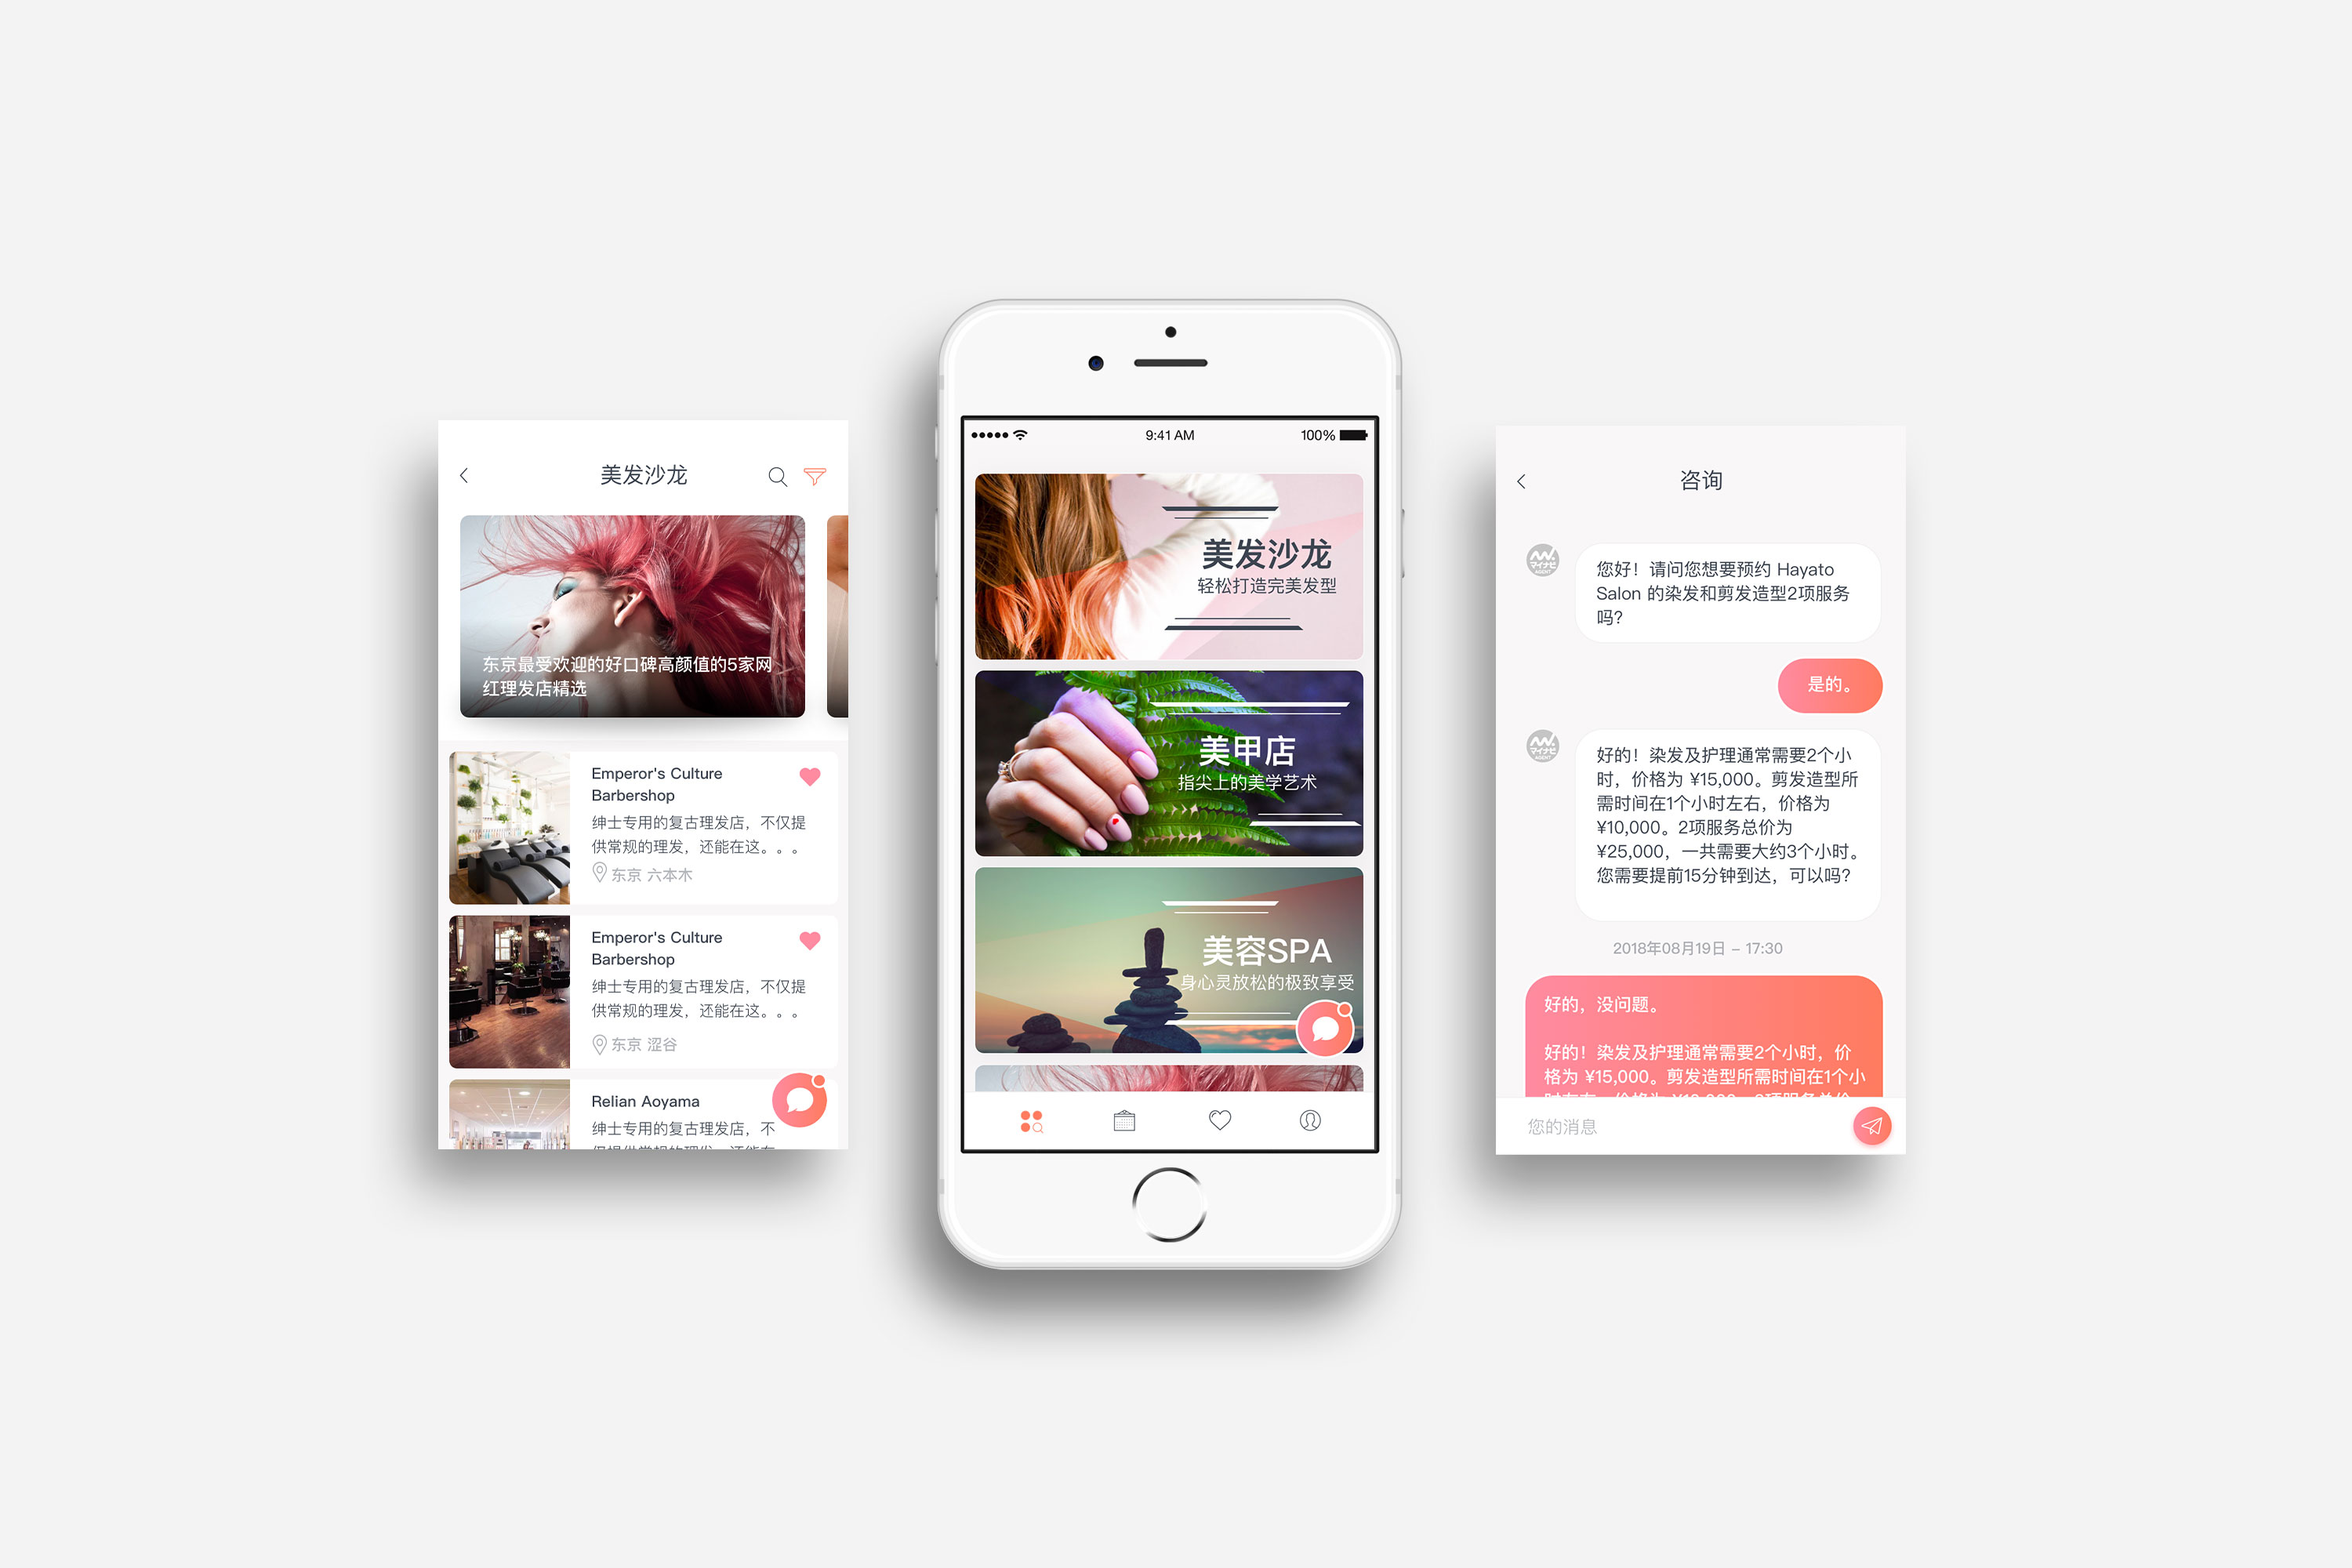 美发沙龙
东京最受欢迎的好口碑高颜值的5家网
红理发店精选
Emperor's Culture
Barbershop
绅士专用的复古理发店，不仅提
供常规的理发，还能在这。。。
东京 六本木
Emperor's Culture
Barbershop
绅士专用的复古理发店，不仅提
供常规的理发，还能在这。。。
东京 涩谷
Relian Aoyama
绅士专用的复古理发店，不
9:41 AM
100%
美发沙龙
轻松打造完美发型
美甲店
指尖上的美学艺术
美容SPA
身心灵放松的极致享受
咨询
マイナビ
AGENT
您好！请问您想要预约 Hayato
Salon 的染发和剪发造型2项服务
吗？
是的。
マイナビ
AGENT
好的！染发及护理通常需要2个小
时，价格为 ¥15,000。剪发造型所
需时间在1个小时左右，价格为
¥10,000。2项服务总价为
¥25,000，一共需要大约3个小时。
您需要提前15分钟到达，可以吗？
2018年08月19日 – 17:30
好的，没问题。
好的！染发及护理通常需要2个小时，价
格为 ¥15,000。剪发造型所需时间在1个小
您的消息